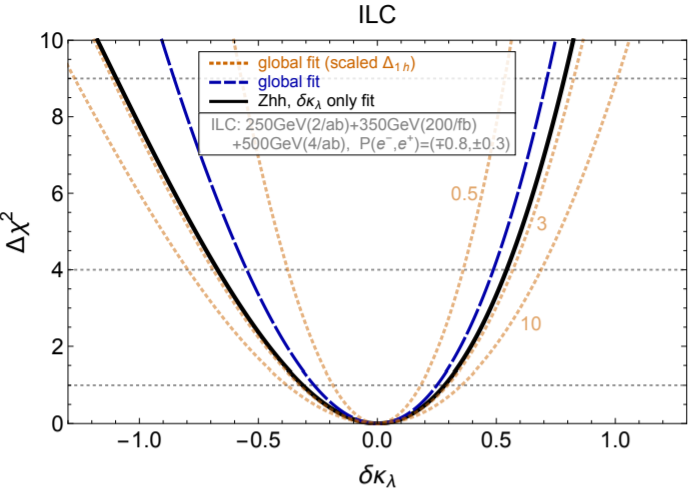 ILC
10
8
6
4
2
0
Δχ²
global fit (scaled Δ₁ₕ)
global fit
Zhh, δκ_λ only fit
ILC: 250GeV(2/ab)+350GeV(200/fb)
+500GeV(4/ab), P(e⁻,e⁺)=(∓0.8,±0.3)
0.5
3
10
−1.0 −0.5 0.0 0.5 1.0
δκ_λ